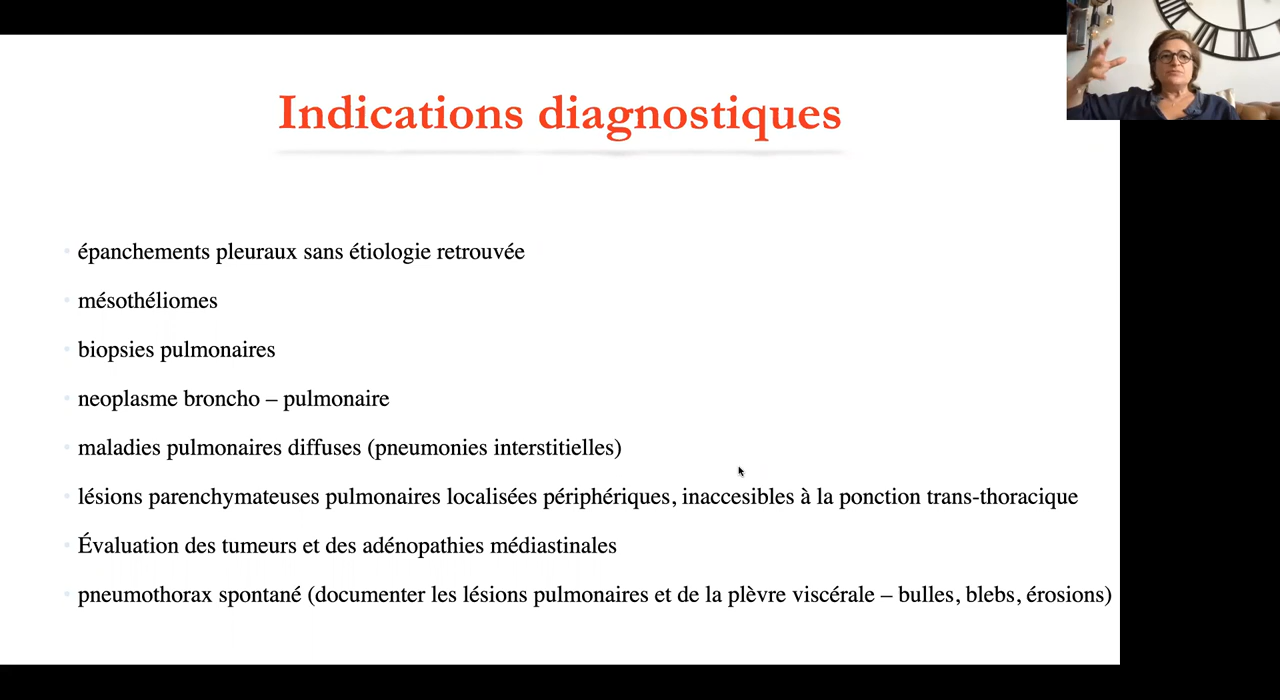 Indications diagnostiques
• épanchements pleuraux sans étiologie retrouvée
• mésothéliomes
• biopsies pulmonaires
• neoplasme broncho – pulmonaire
• maladies pulmonaires diffuses (pneumonies interstitielles)
• lésions parenchymateuses pulmonaires localisées périphériques, inaccesibles à la ponction trans-thoracique
• Évaluation des tumeurs et des adénopathies médiastinales
• pneumothorax spontané (documenter les lésions pulmonaires et de la plèvre viscérale – bulles, blebs, érosions)